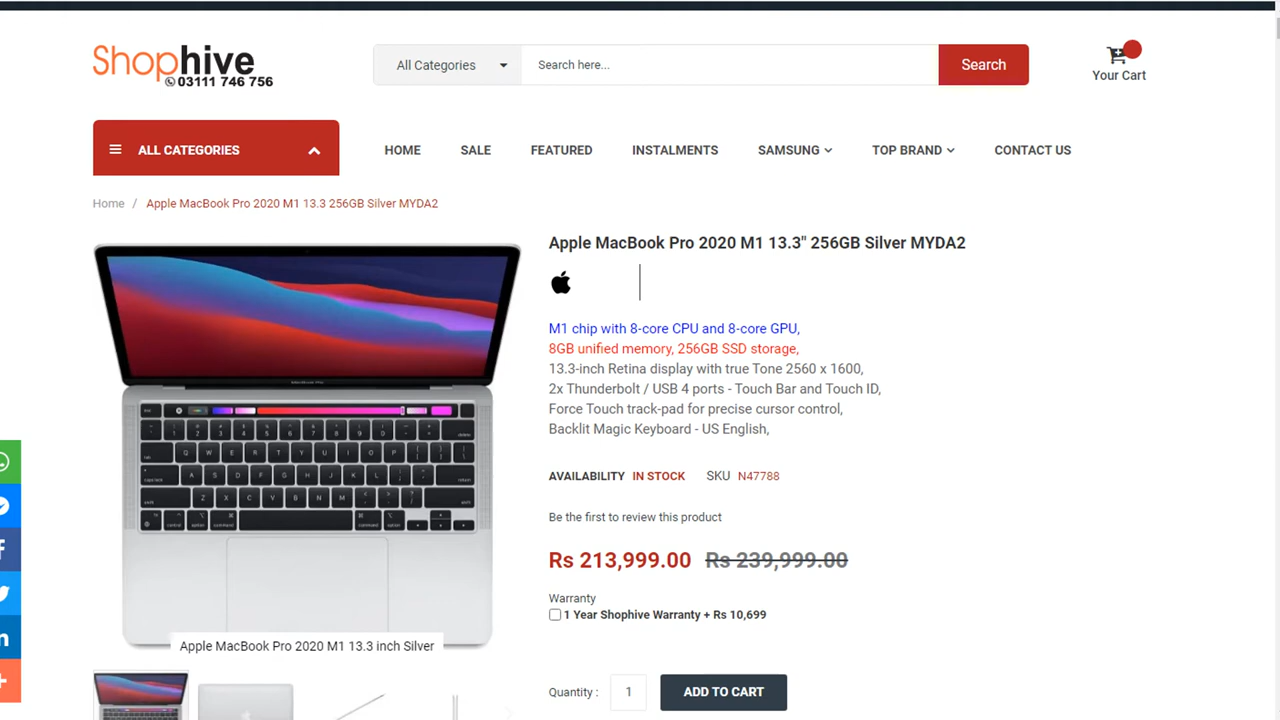 Shophive
03111 746 756
All Categories
Search here...
Search
Your Cart
ALL CATEGORIES
HOME
SALE
FEATURED
INSTALMENTS
SAMSUNG
TOP BRAND
CONTACT US
Home / Apple MacBook Pro 2020 M1 13.3 256GB Silver MYDA2
Apple MacBook Pro 2020 M1 13.3" 256GB Silver MYDA2
M1 chip with 8-core CPU and 8-core GPU,
8GB unified memory, 256GB SSD storage,
13.3-inch Retina display with true Tone 2560 x 1600,
2x Thunderbolt / USB 4 ports - Touch Bar and Touch ID,
Force Touch track-pad for precise cursor control,
Backlit Magic Keyboard - US English,
AVAILABILITY IN STOCK SKU N47788
Be the first to review this product
Rs 213,999.00 Rs 239,999.00
Warranty
1 Year Shophive Warranty + Rs 10,699
Apple MacBook Pro 2020 M1 13.3 inch Silver
Quantity : 1 ADD TO CART